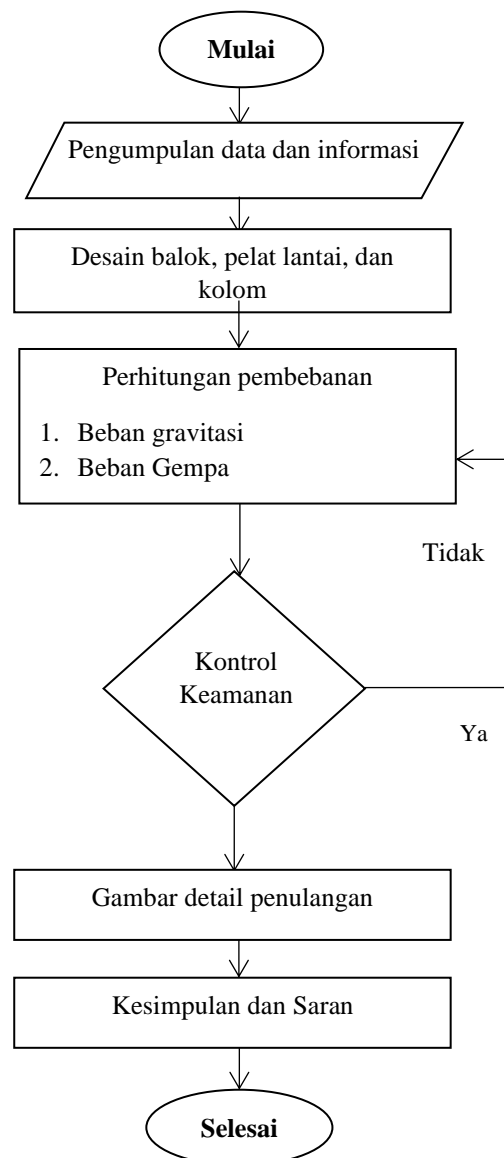 Mulai
Pengumpulan data dan informasi
Desain balok, pelat lantai, dan
kolom
Perhitungan pembebanan
1. Beban gravitasi
2. Beban Gempa
Tidak
Kontrol
Keamanan
Ya
Gambar detail penulangan
Kesimpulan dan Saran
Selesai